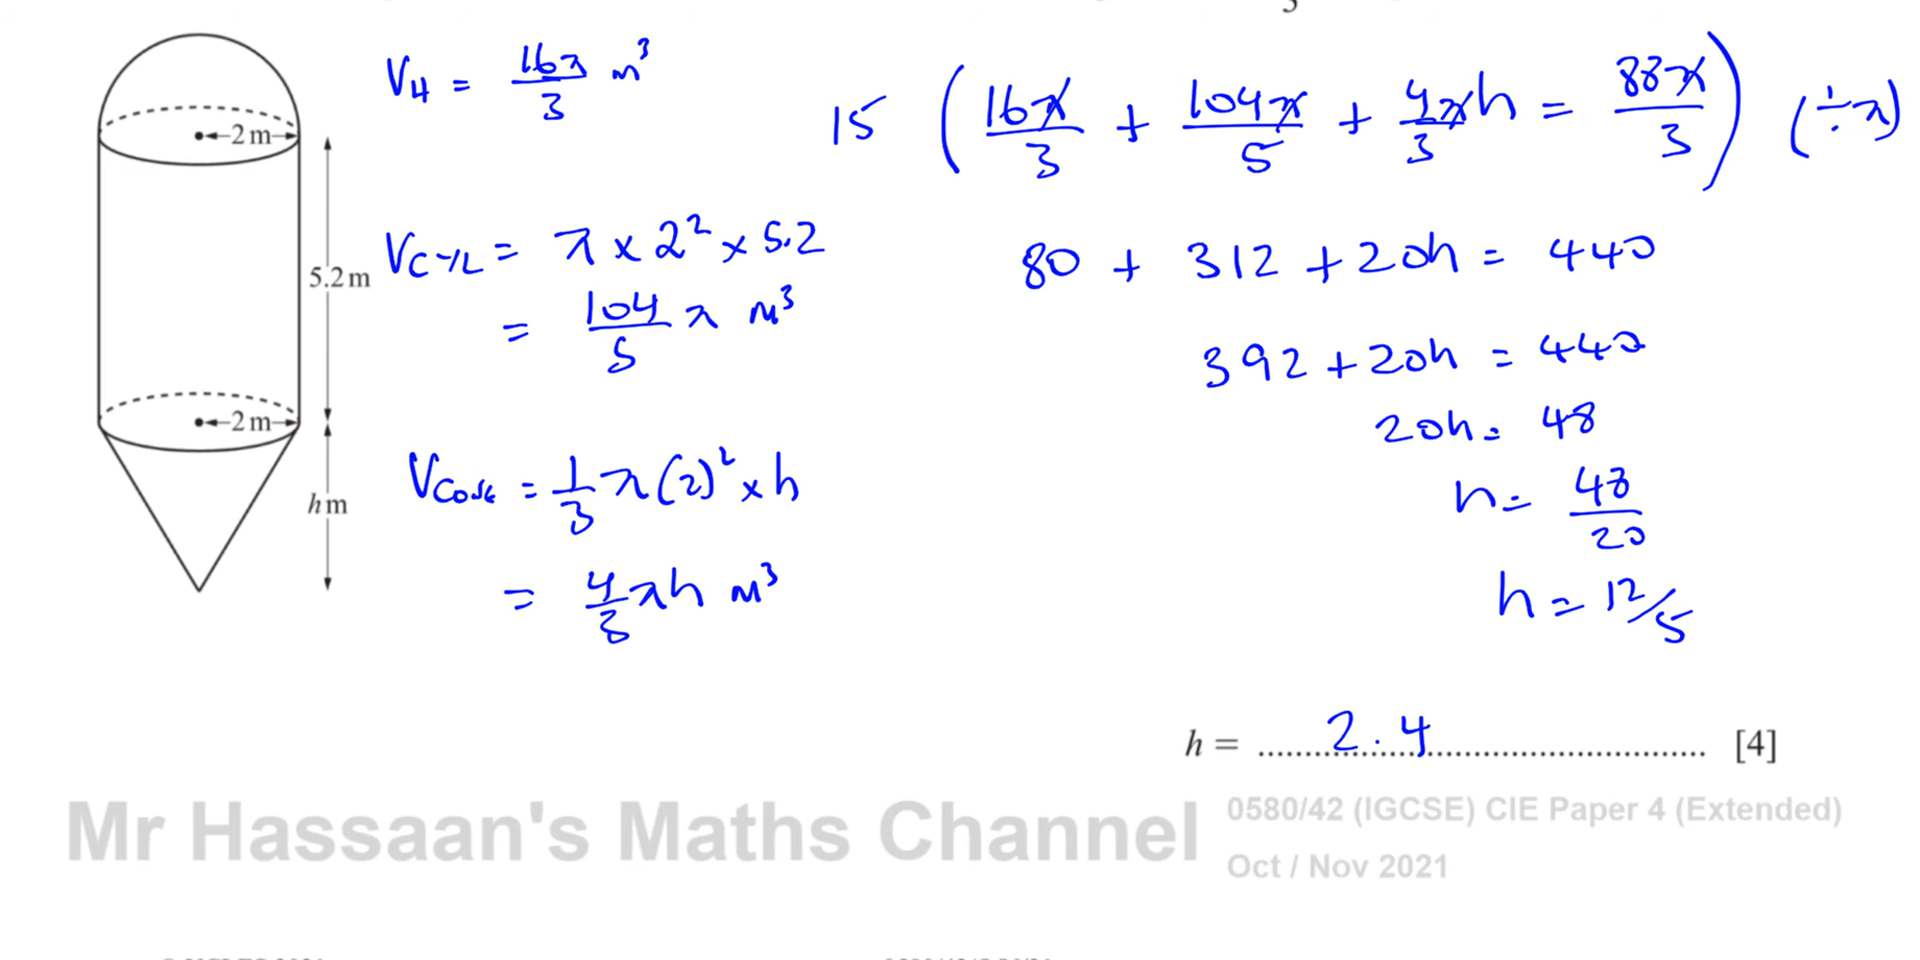 3
V_H = 16π/3 m³
15 (16π/3 + 104π/5 + 4πh/3 = 88π/3) (÷π)
2 m
V_CYL = π × 2² × 5.2
80 + 312 + 20h = 440
5.2 m
= 104/5 π m³
392 + 20h = 440
2 m
20h = 48
V_Cone = 1/3 π(2)² × h
h = 48/20
h m
= 4/3 πh m³
h = 12/5
h = 2.4 [4]
Mr Hassaan's Maths Channel
0580/42 (IGCSE) CIE Paper 4 (Extended)
Oct / Nov 2021